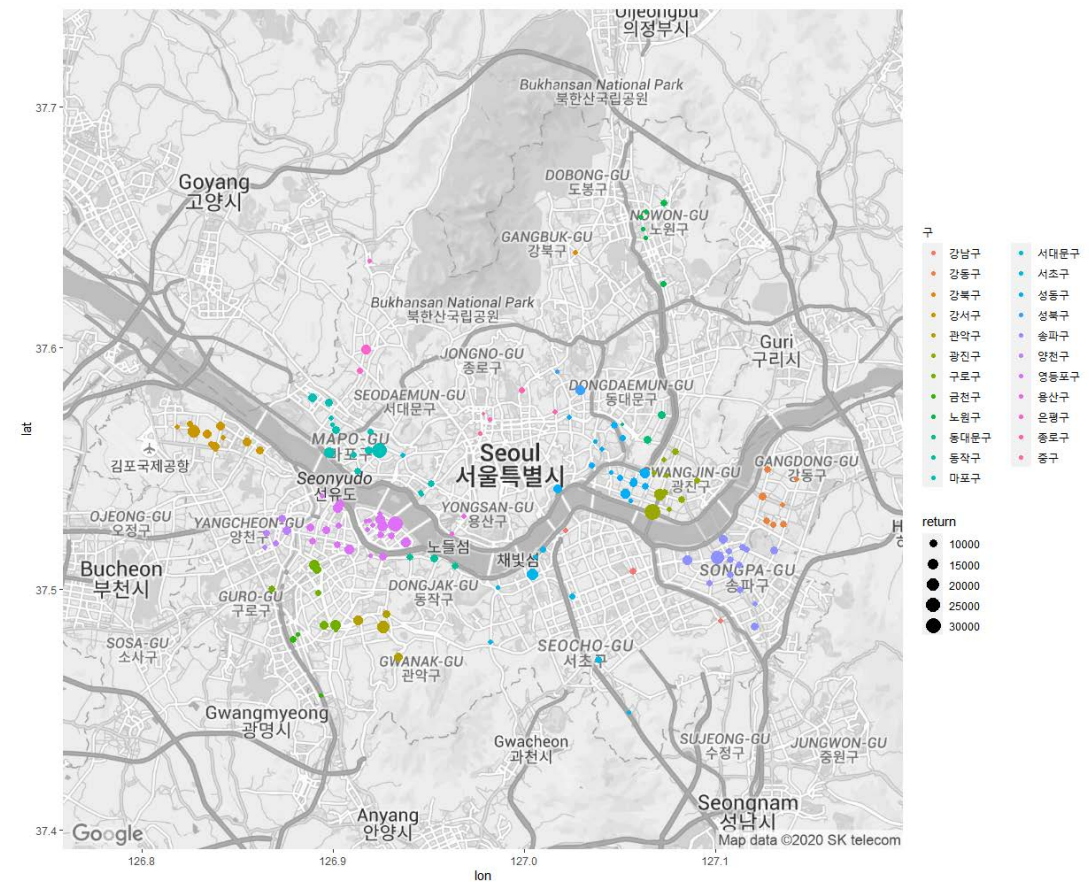 Uijeongbu
의정부시
Bukhansan National Park
북한산국립공원
37.7
DOBONG-GU
도봉구
Goyang
고양시
NOWON-GU
노원구
GANGBUK-GU
강북구
Bukhansan National Park
북한산국립공원
37.6
Guri
구리시
JONGNO-GU
종로구
DONGDAEMUN-GU
동대문구
SEODAEMUN-GU
서대문구
MAPO-GU
마포구
Seoul
서울특별시
김포국제공항
GWANGJIN-GU
광진구
GANGDONG-GU
강동구
Seonyudo
선유도
YONGSAN-GU
용산구
OJEONG-GU
오정구
YANGCHEON-GU
양천구
노들섬
채빛섬
Bucheon
부천시
37.5
SONGPA-GU
송파구
DONGJAK-GU
동작구
GURO-GU
구로구
SOSA-GU
소사구
SEOCHO-GU
서초구
GWANAK-GU
관악구
Gwangmyeong
광명시
Gwacheon
과천시
SUJEONG-GU
수정구
JUNGWON-GU
중원구
Anyang
안양시
Seongnam
성남시
37.4
Google
Map data ©2020 SK telecom
126.8
126.9
127.0
127.1
lon
lat
구
강남구
강동구
강북구
강서구
관악구
광진구
구로구
금천구
노원구
동대문구
동작구
마포구
서대문구
서초구
성동구
성북구
송파구
양천구
영등포구
용산구
은평구
종로구
중구
return
10000
15000
20000
25000
30000